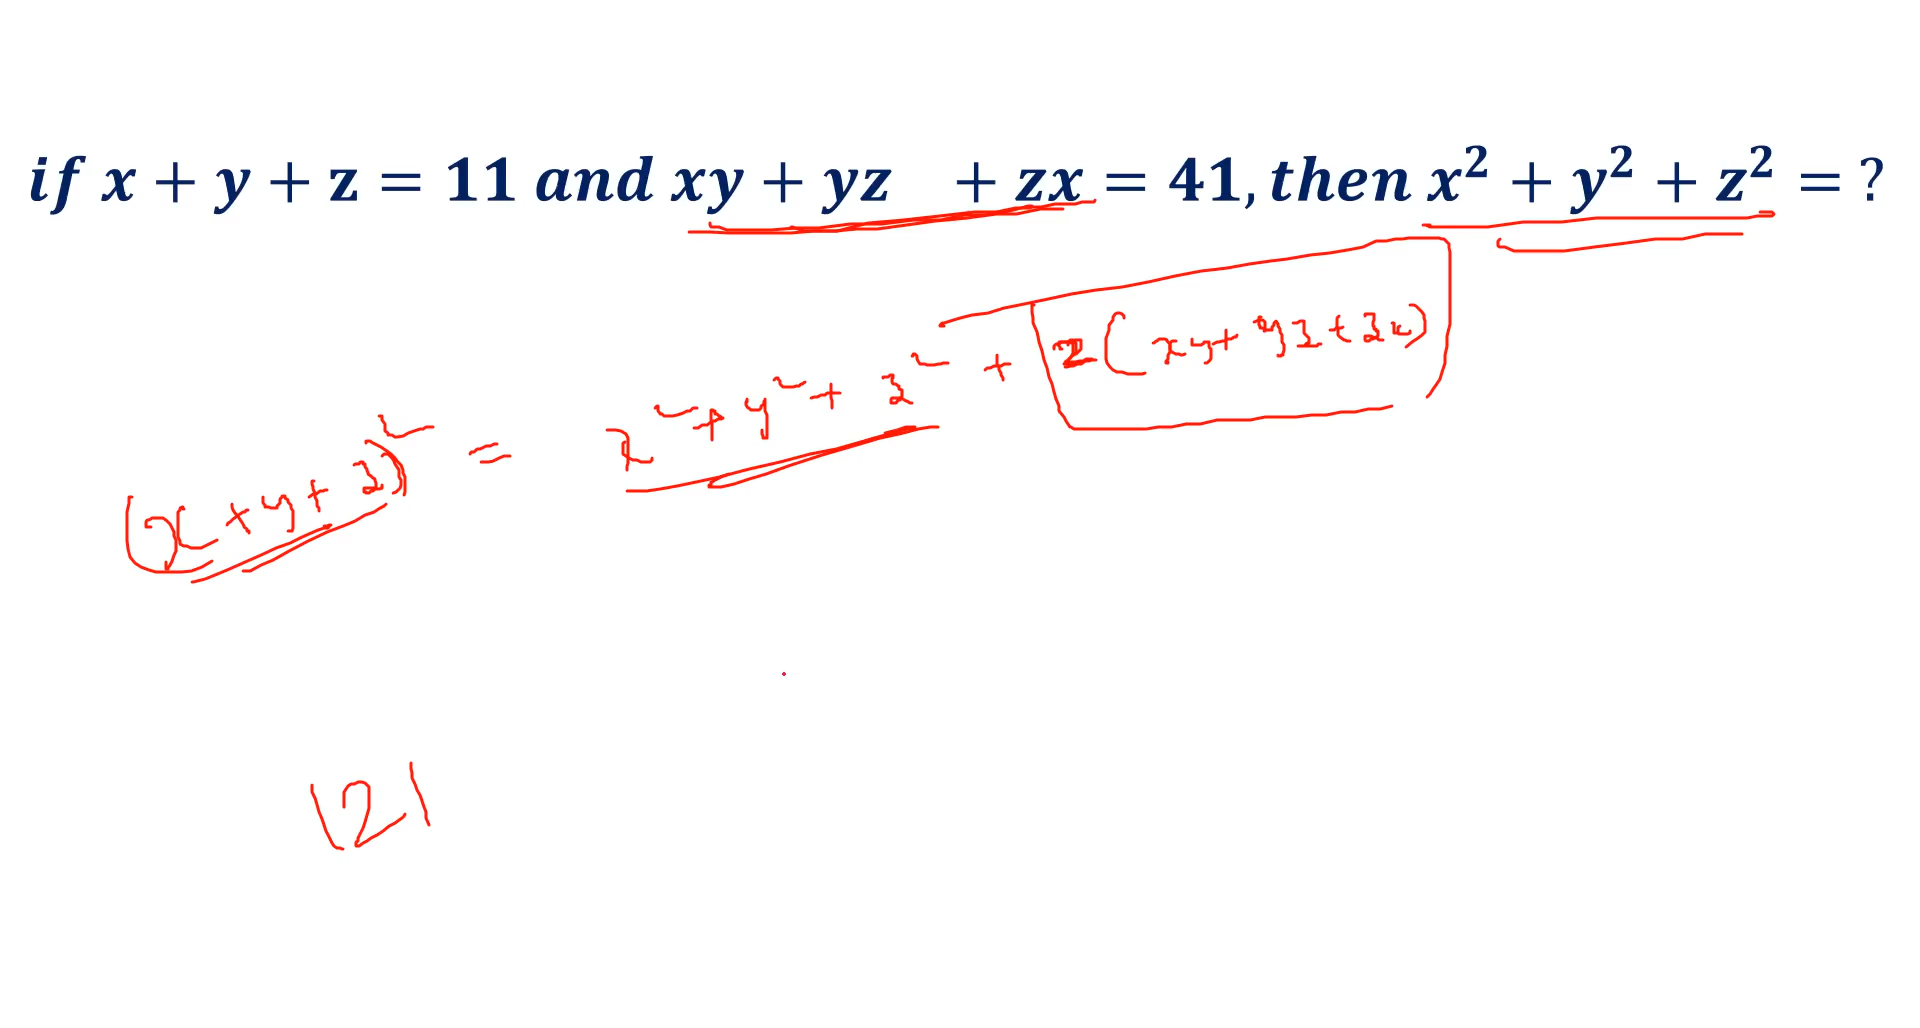 if x + y + z = 11 and xy + yz + zx = 41, then x² + y² + z² = ?
(x+y+z)² = x² + y² + z² + 2(xy+yz+zx)
121